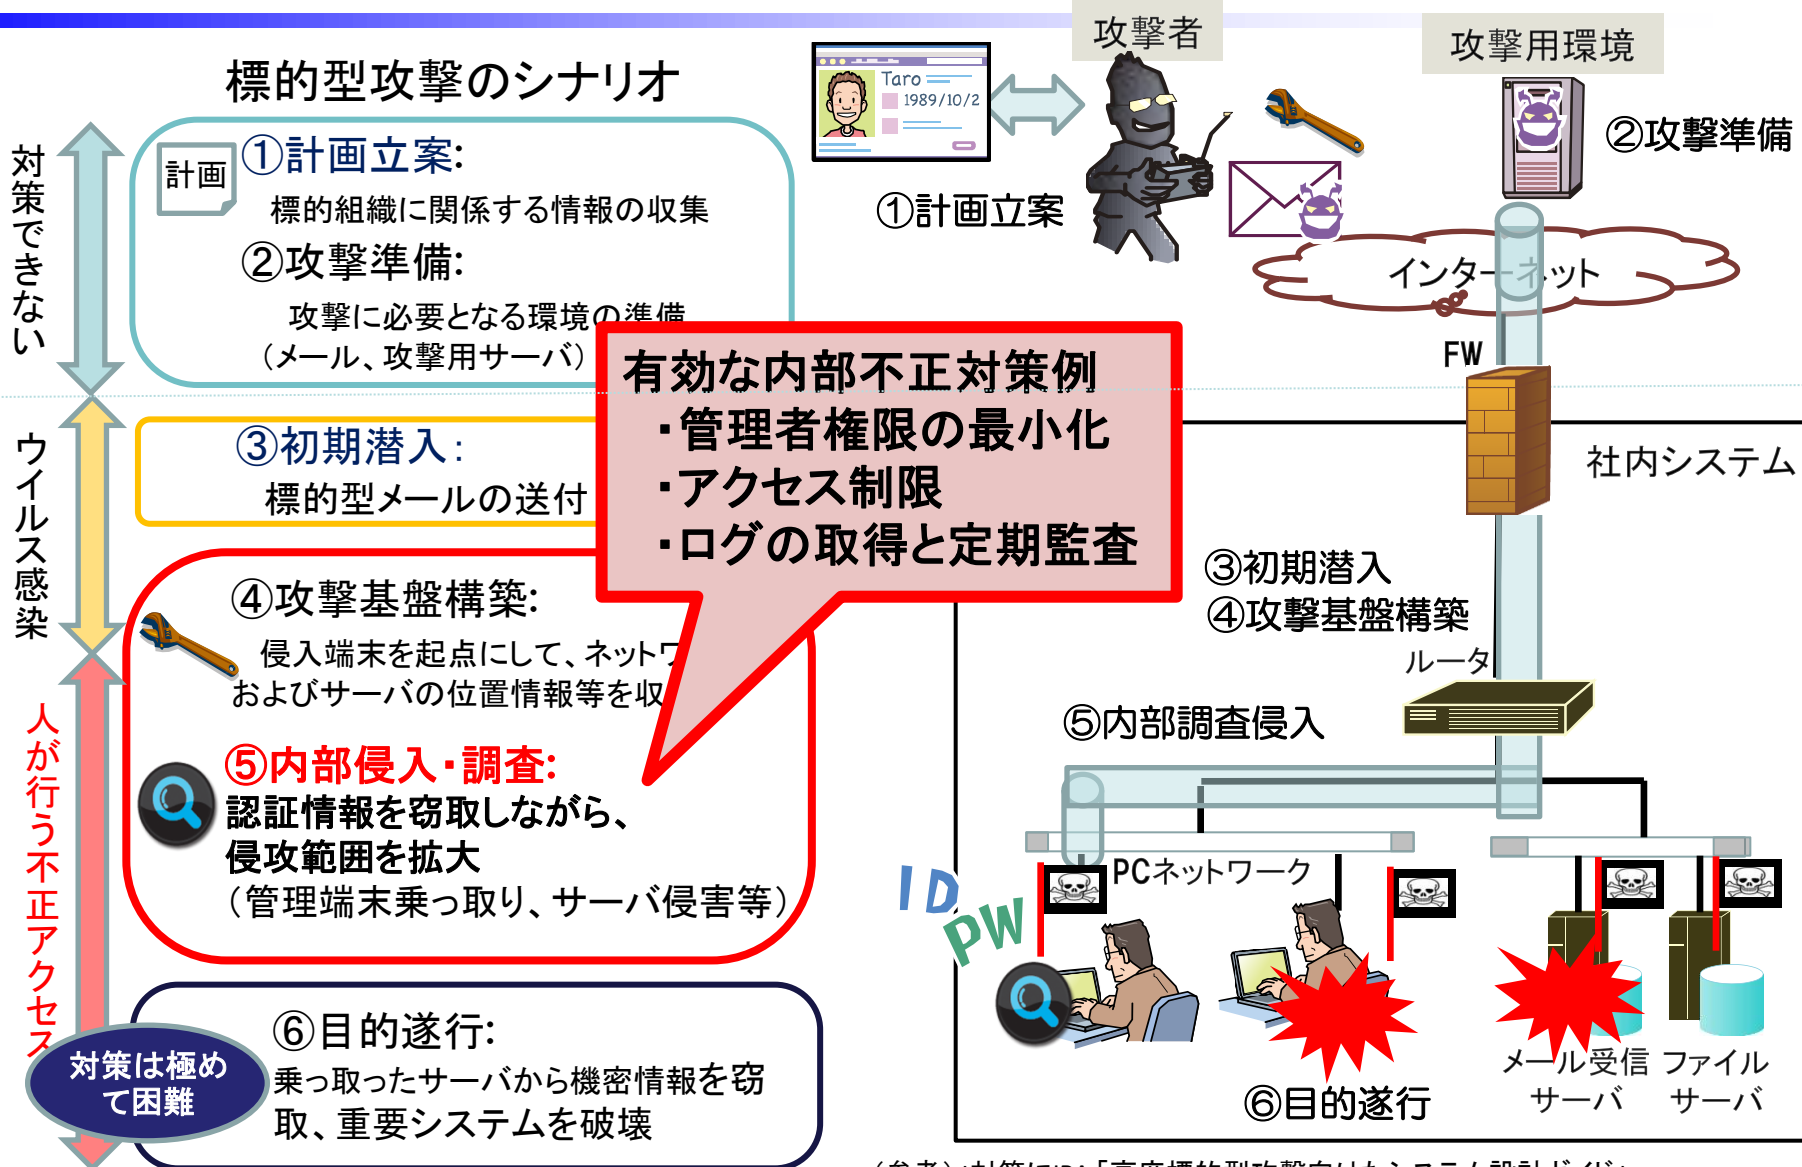 標的型攻撃のシナリオ
対策できない
計画
①計画立案:
標的組織に関係する情報の収集
②攻撃準備:
攻撃に必要となる環境の準備
（メール、攻撃用サーバ）
ウイルス感染
③初期潜入:
標的型メールの送付
有効な内部不正対策例
・管理者権限の最小化
・アクセス制限
・ログの取得と定期監査
④攻撃基盤構築:
侵入端末を起点にして、ネットワ
およびサーバの位置情報等を収
人が行う不正アクセス
⑤内部侵入・調査:
認証情報を窃取しながら、
侵攻範囲を拡大
（管理端末乗っ取り、サーバ侵害等）
対策は極め
て困難
⑥目的遂行:
乗っ取ったサーバから機密情報を窃
取、重要システムを破壊
攻撃者
攻撃用環境
Taro
1989/10/2
①計画立案
②攻撃準備
インターネット
FW
社内システム
③初期潜入
④攻撃基盤構築
ルータ
⑤内部調査侵入
PCネットワーク
ID
PW
⑥目的遂行
メール受信
サーバ
ファイル
サーバ